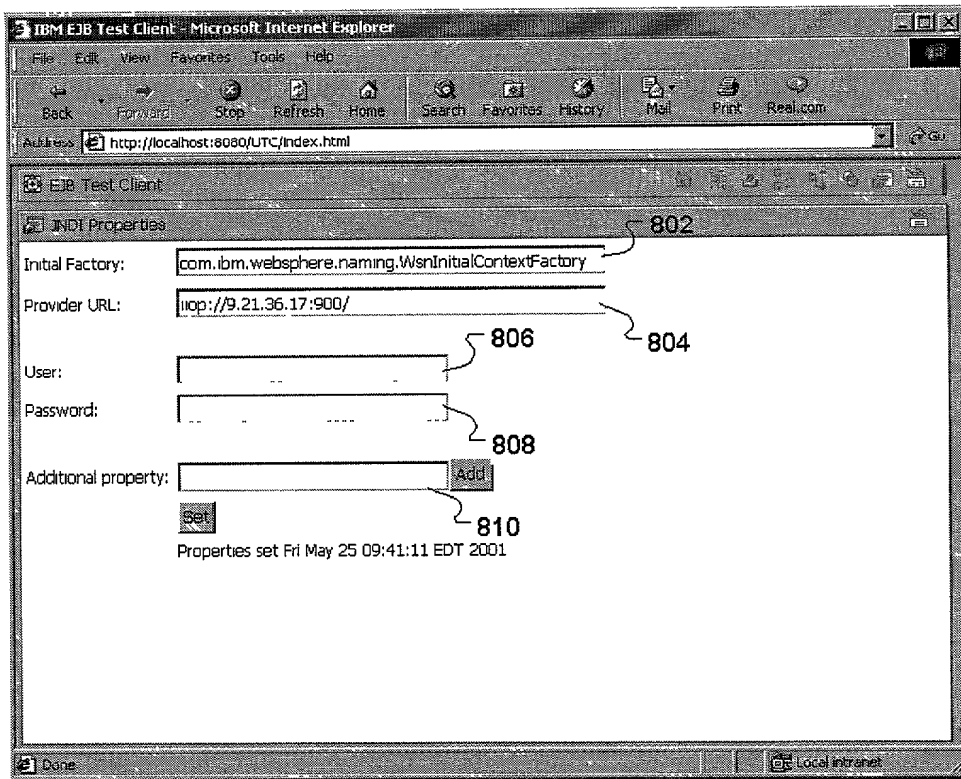 IBM EJB Test Client - Microsoft Internet Explorer
File Edit View Favorites Tools Help
Back Forward Stop Refresh Home Search Favorites History Mail Print Real.com
Address http://localhost:8080/UTC/index.html Go
EJB Test Client
JNDI Properties
802
Initial Factory: com.ibm.websphere.naming.WsnInitialContextFactory
Provider URL: iiop://9.21.36.17:900/
804
806
User:
Password:
808
Additional property: Add
810
Set
Properties set Fri May 25 09:41:11 EDT 2001
Done Local intranet